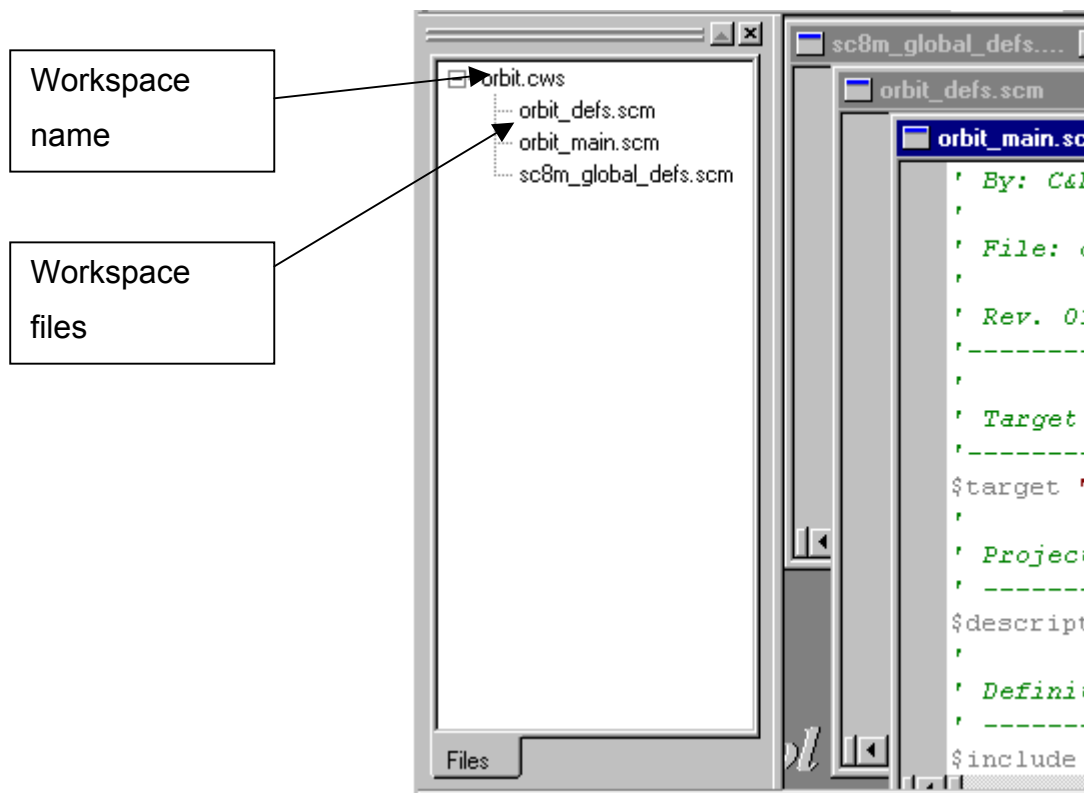 Workspace
name
Workspace
files
orbit.cws
orbit_defs.scm
orbit_main.scm
sc8m_global_defs.scm
Files
sc8m_global_defs....
orbit_defs.scm
orbit_main.sc
' By:
'
' File:
'
' Rev.
'--------
'
' Target
'--------
$target "
'
' Project
' -------
$descript
'
' Definit
' -------
$include